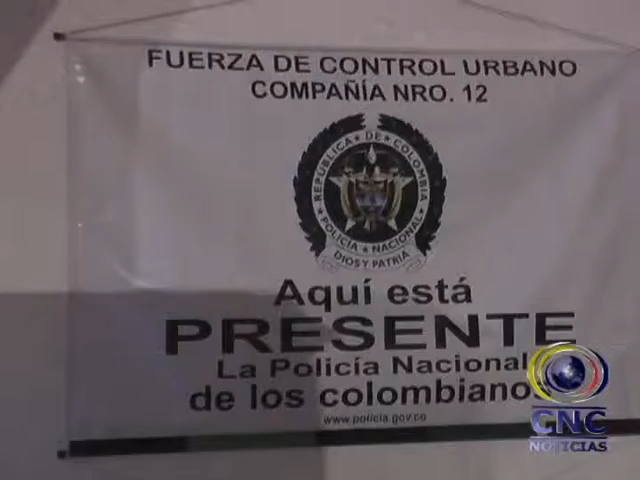 FUERZA DE CONTROL URBANO
COMPAÑÍA NRO. 12
REPÚBLICA DE COLOMBIA
POLICIA NACIONAL
DIOS Y PATRIA
Aquí está
PRESENTE
La Policía Nacional
de los colombianos
www.policia.gov.co
CNC
NOTICIAS